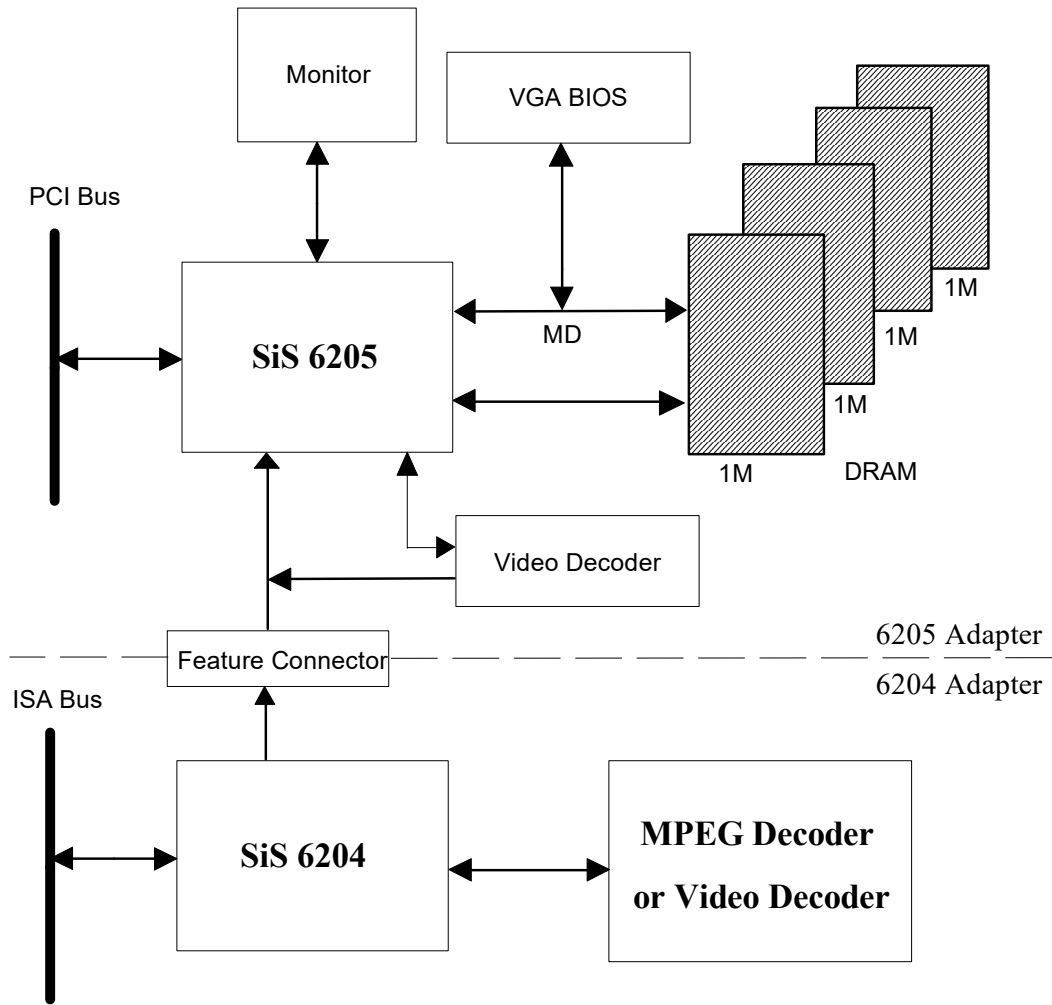 Monitor
VGA BIOS
PCI Bus
1M
SiS 6205
MD
1M
1M
1M
DRAM
Video Decoder
6205 Adapter
Feature Connector
6204 Adapter
ISA Bus
SiS 6204
MPEG Decoder
or Video Decoder